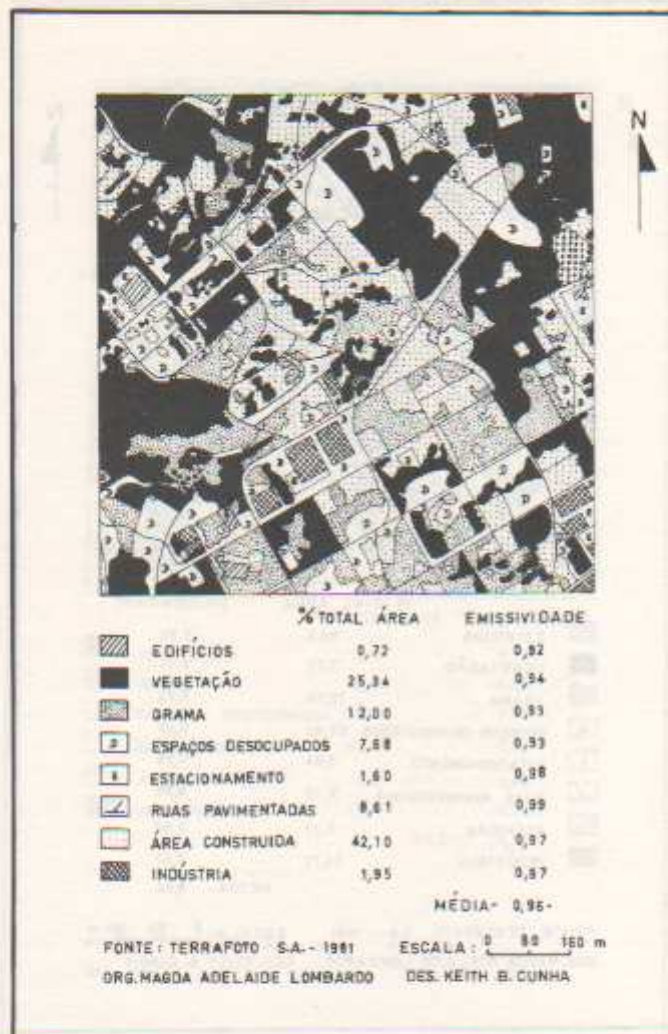 N
% TOTAL ÁREA EMISSIVIDADE
EDIFÍCIOS 0,72 0,92
VEGETAÇÃO 25,34 0,94
GRAMA 12,00 0,93
D ESPAÇOS DESOCUPADOS 7,68 0,93
E ESTACIONAMENTO 1,60 0,98
RUAS PAVIMENTADAS 8,61 0,99
ÁREA CONSTRUIDA 42,10 0,97
INDÚSTRIA 1,95 0,97
MÉDIA - 0,96 -
FONTE: TERRAFOTO S.A. - 1981 ESCALA: 0 80 160 m
ORG. MAGDA ADELAIDE LOMBARDO DES. KEITH B. CUNHA